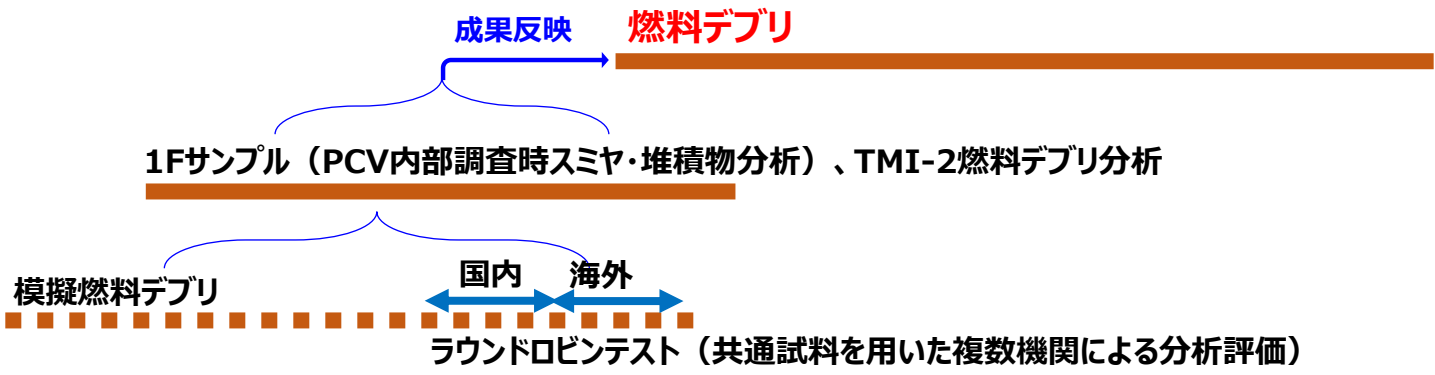 成果反映
燃料デブリ
1Fサンプル（PCV内部調査時スミヤ・堆積物分析）、TMI-2燃料デブリ分析
国内
海外
模擬燃料デブリ
ラウンドロビンテスト（共通試料を用いた複数機関による分析評価）